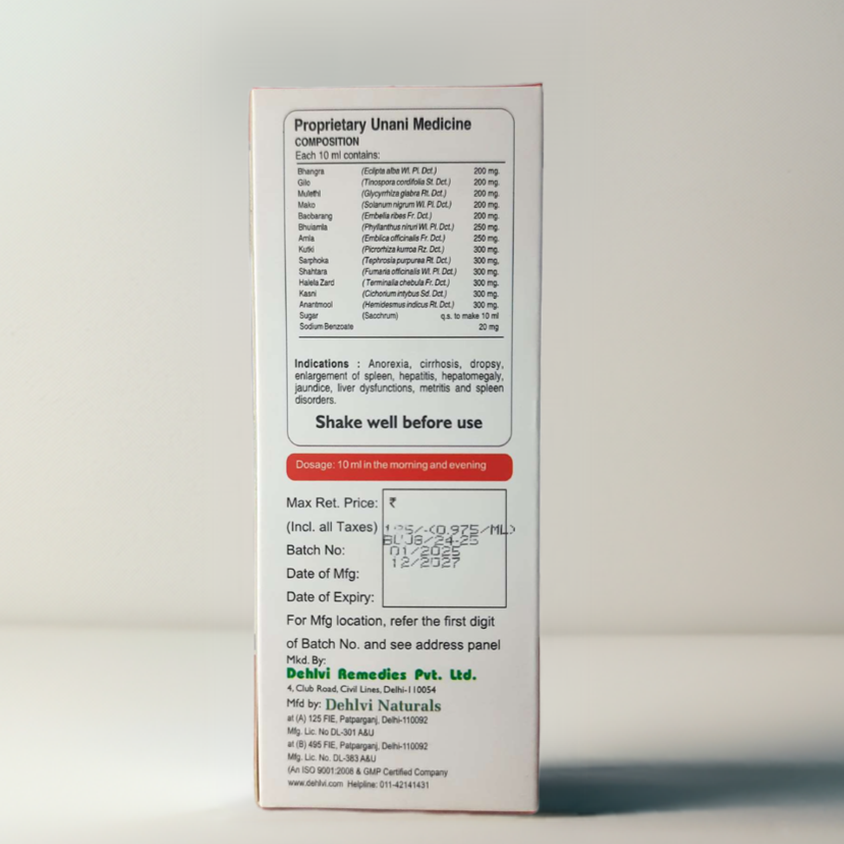 Proprietary Unani Medicine
COMPOSITION
Each 10 ml contains:
Bhangra (Eclipta alba Wl. Pl. Dct.) 200 mg.
Gilo (Tinospora cordifolia St. Dct.) 200 mg.
Mulethi (Glycyrrhiza glabra Rt. Dct.) 200 mg.
Mako (Solanum nigrum Wl. Pl. Dct.) 200 mg.
Baobarang (Embelia ribes Fr. Dct.) 200 mg.
Bhuiamla (Phyllanthus niruri Wl. Pl. Dct.) 250 mg.
Amla (Emblica officinalis Fr. Dct.) 250 mg.
Kutki (Picrorhiza kurroa Rz. Dct.) 300 mg.
Sarphoka (Tephrosia purpurea Rt. Dct.) 300 mg.
Shahtara (Fumaria officinalis Wl. Pl. Dct.) 300 mg.
Halela Zard (Terminalia chebula Fr. Dct.) 300 mg.
Kasni (Cichorium intybus Sd. Dct.) 300 mg.
Anantmool (Hemidesmus indicus Rt. Dct.) 300 mg.
Sugar (Sacchrum) q.s. to make 10 ml
Sodium Benzoate 20 mg
Indications : Anorexia, cirrhosis, dropsy,
enlargement of spleen, hepatitis, hepatomegaly,
jaundice, liver dysfunctions, metritis and spleen
disorders.
Shake well before use
Dosage: 10 ml in the morning and evening
Max Ret. Price: ₹
(Incl. all Taxes) (0.975/ML)
Batch No:
01/2025
Date of Mfg: 12/2027
Date of Expiry:
For Mfg location, refer the first digit
of Batch No. and see address panel
Mkd. By:
Dehlvi Remedies Pvt. Ltd.
4, Club Road, Civil Lines, Delhi-110054
Mfd by: Dehlvi Naturals
at (A) 125 FIE, Patparganj, Delhi-110092
Mfg. Lic. No DL-301 A&U
at (B) 495 FIE, Patparganj, Delhi-110092
Mfg. Lic. No. DL-383 A&U
(An ISO 9001:2008 & GMP Certified Company
www.dehlvi.com Helpline: 011-42141431